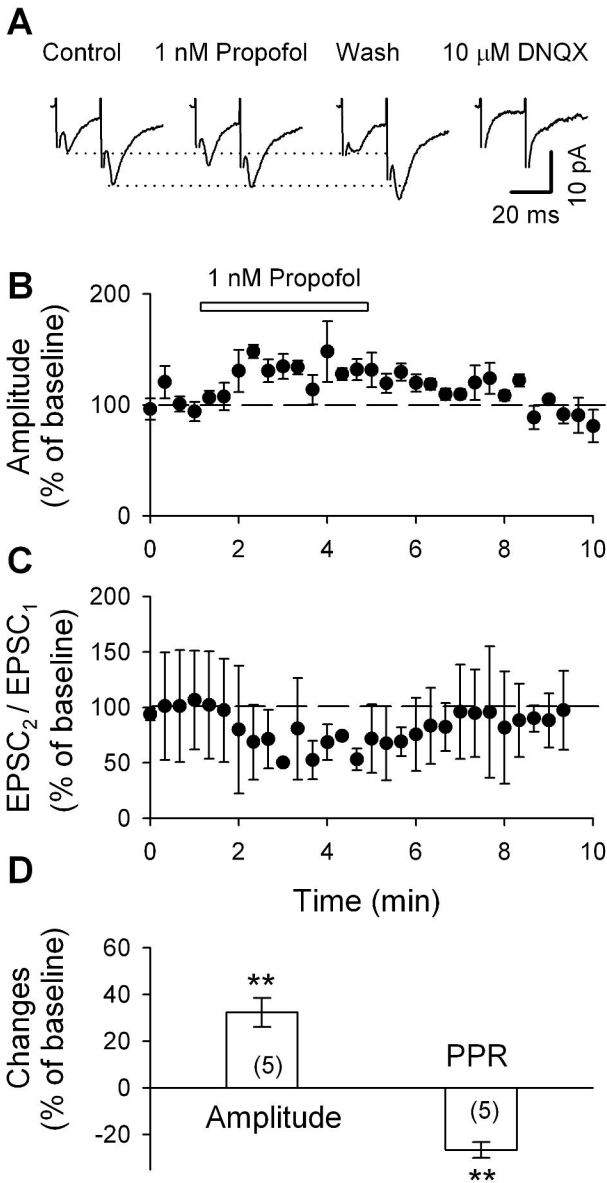 A
Control 1 nM Propofol Wash 10 μM DNQX
10 pA
20 ms
B
1 nM Propofol
Amplitude
(% of baseline)
200
100
0
0 2 4 6 8 10
C
EPSC2 / EPSC1
(% of baseline)
200
150
100
50
0
0 2 4 6 8 10
Time (min)
D
Changes
(% of baseline)
60
40
20
0
-20
**
(5)
Amplitude
PPR
(5)
**